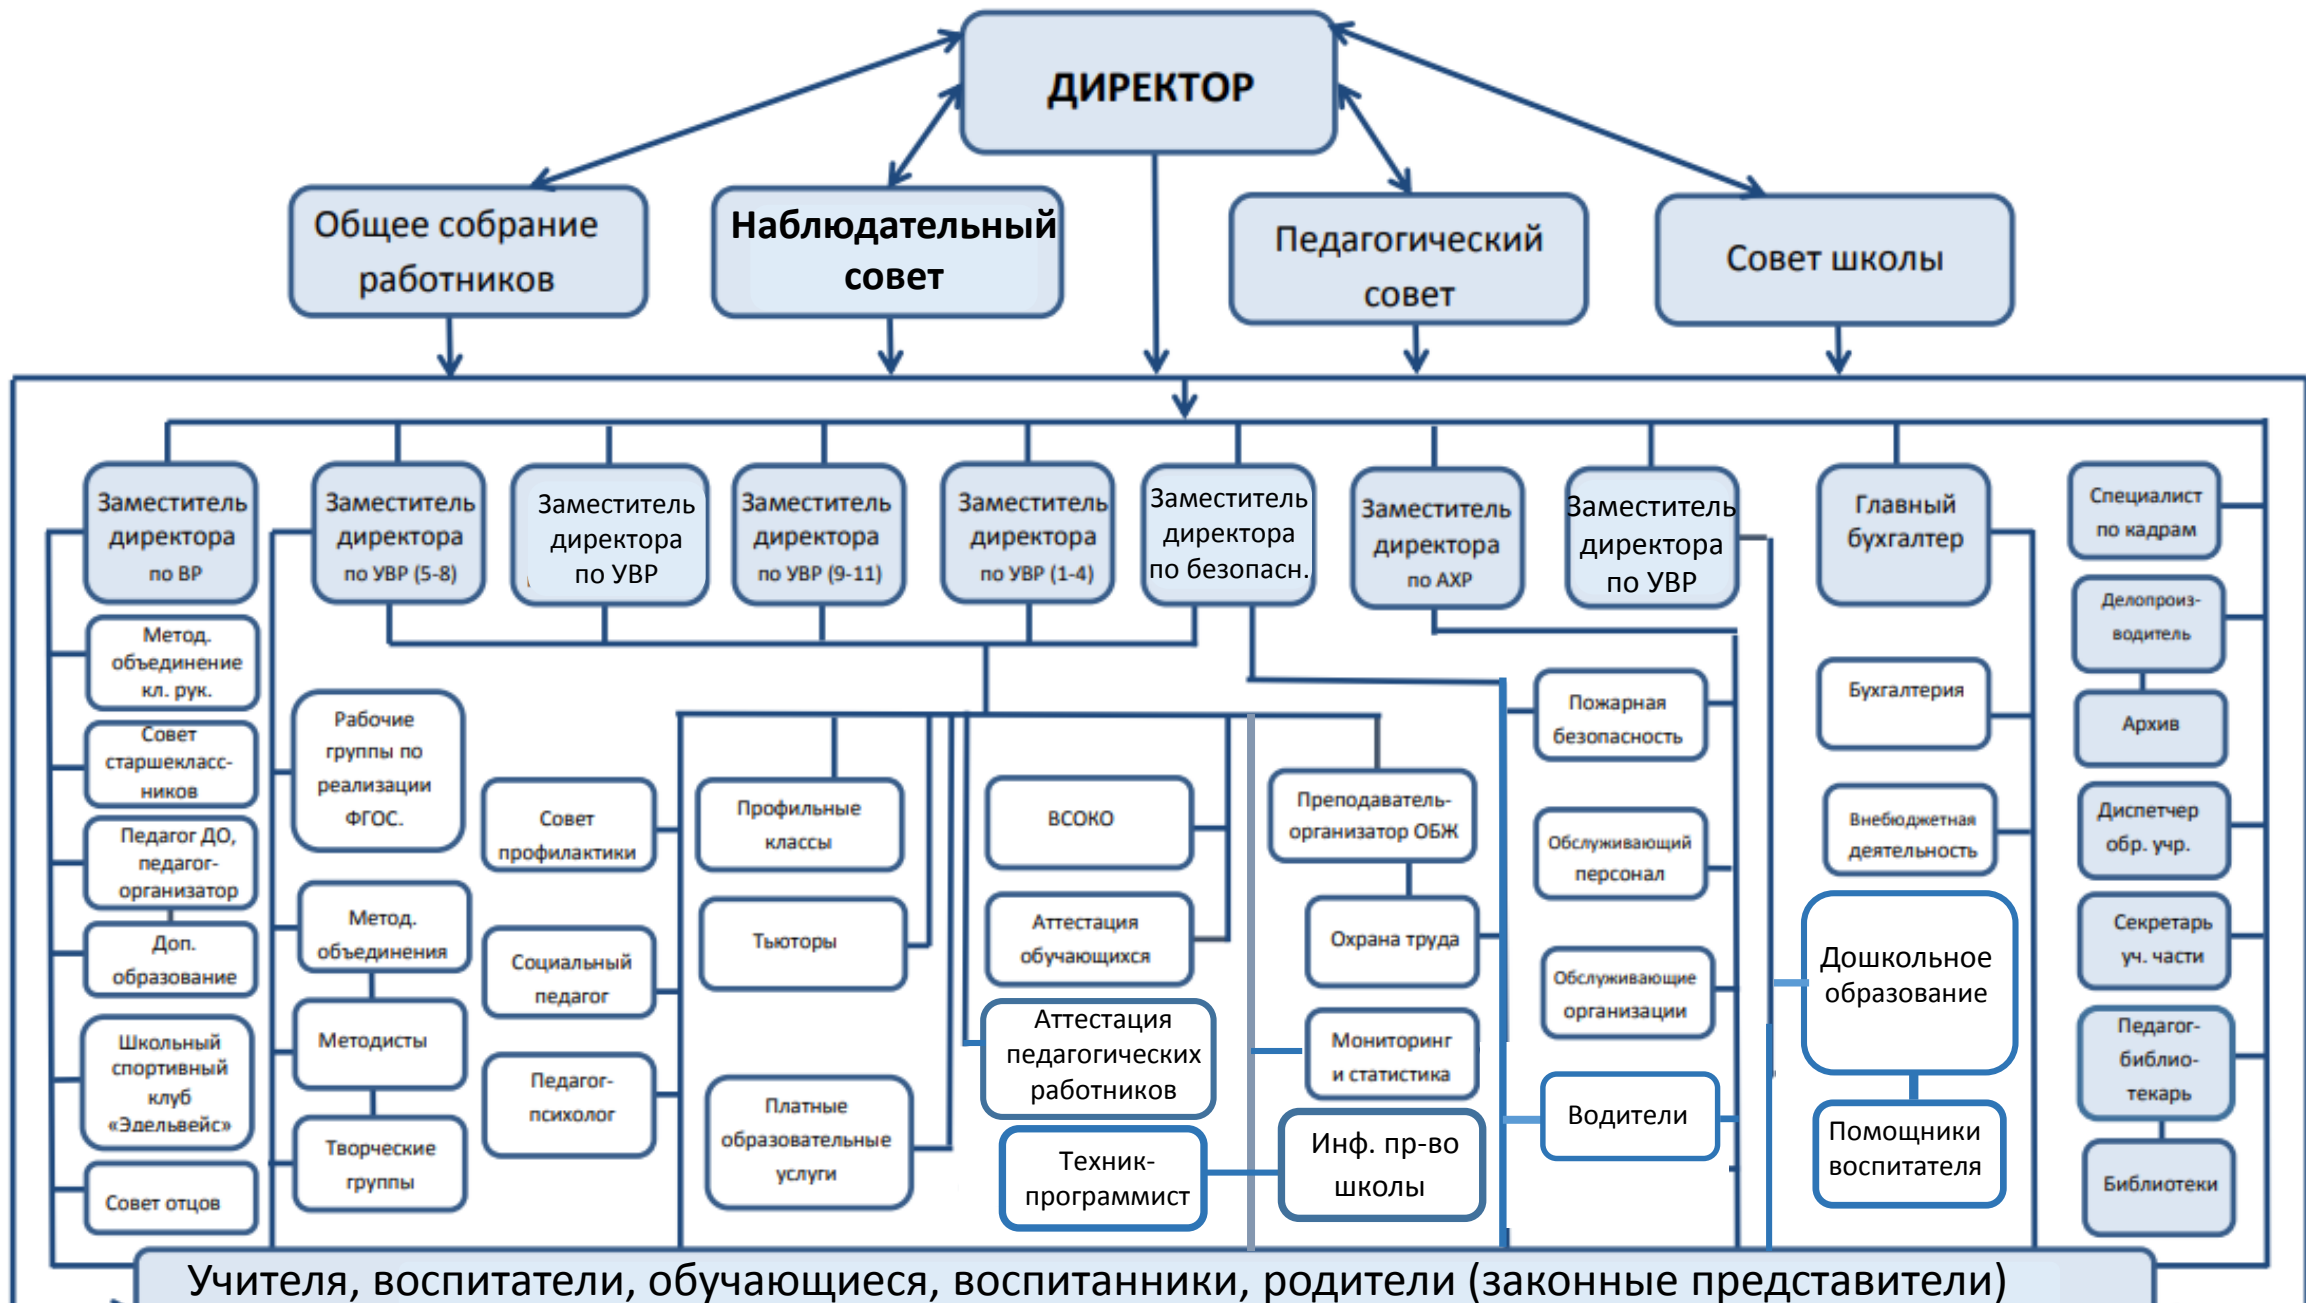 ДИРЕКТОР
Общее собрание
работников
Наблюдательный
совет
Педагогический
совет
Совет школы
Заместитель
директора
по ВР
Заместитель
директора
по УВР (5-8)
Заместитель
директора
по УВР
Заместитель
директора
по УВР (9-11)
Заместитель
директора
по УВР (1-4)
Заместитель
директора
по безопасн.
Заместитель
директора
по АХР
Заместитель
директора
по УВР
Главный
бухгалтер
Специалист
по кадрам
Метод.
объединение
кл. рук.
Совет
старшекласс-
ников
Педагог ДО,
педагог-
организатор
Доп.
образование
Школьный
спортивный
клуб
«Эдельвейс»
Совет отцов
Рабочие
группы по
реализации
ФГОС.
Метод.
объединения
Методисты
Творческие
группы
Совет
профилактики
Социальный
педагог
Педагог-
психолог
Профильные
классы
Тьюторы
Платные
образовательные
услуги
ВСОКО
Аттестация
обучающихся
Аттестация
педагогических
работников
Техник-
программист
Преподаватель-
организатор ОБЖ
Охрана труда
Мониторинг
и статистика
Инф. пр-во
школы
Пожарная
безопасность
Обслуживающий
персонал
Обслуживающие
организации
Водители
Бухгалтерия
Внебюджетная
деятельность
Дошкольное
образование
Помощники
воспитателя
Делопроиз-
водитель
Архив
Диспетчер
обр. учр.
Секретарь
уч. части
Педагог-
библио-
текарь
Библиотеки
Учителя, воспитатели, обучающиеся, воспитанники, родители (законные представители)